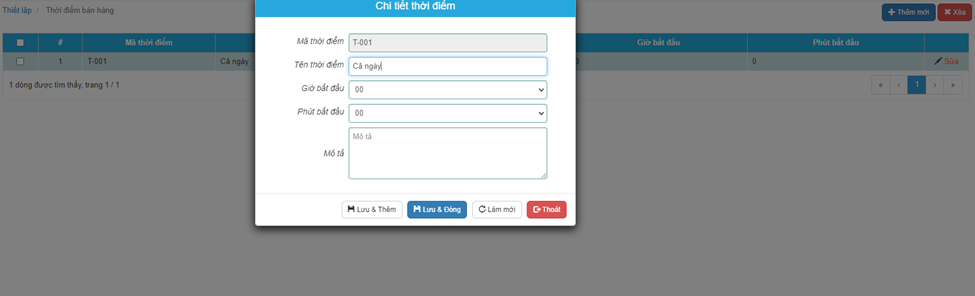 Thiết lập / Thời điểm bán hàng
Chi tiết thời điểm
+ Thêm mới
✖ Xóa
# Mã thời điểm Giờ bắt đầu Phút bắt đầu
1 T-001 Cả ngày 0 0 Sửa
1 dòng được tìm thấy. trang 1 / 1
« ‹ 1 › »
Mã thời điểm T-001
Tên thời điểm Cả ngày
Giờ bắt đầu 00
Phút bắt đầu 00
Mô tả Mô tả
Lưu & Thêm Lưu & Đóng Làm mới Thoát